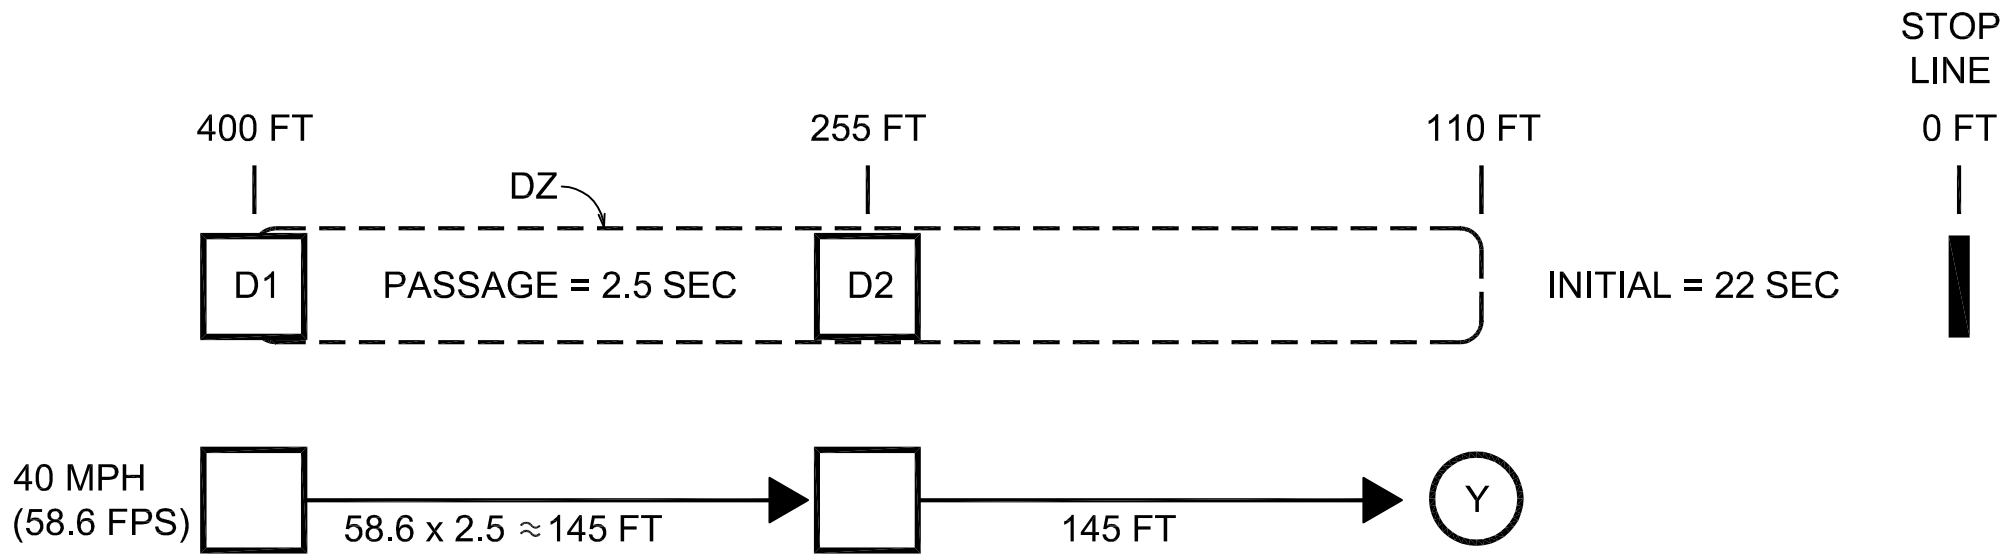 STOP
LINE
400 FT
255 FT
110 FT
0 FT
DZ
D1
PASSAGE = 2.5 SEC
D2
INITIAL = 22 SEC
40 MPH
(58.6 FPS)
58.6 x 2.5 ≈ 145 FT
145 FT
Y